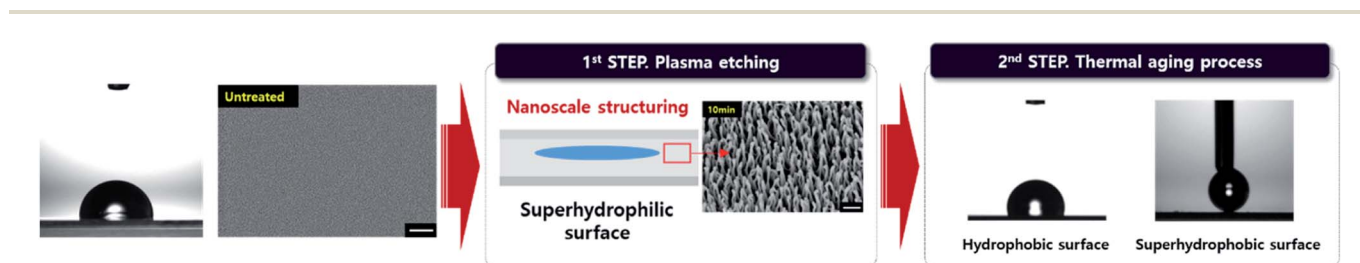 Untreated
1st STEP. Plasma etching
Nanoscale structuring
10min
Superhydrophilic
surface
2nd STEP. Thermal aging process
Hydrophobic surface
Superhydrophobic surface